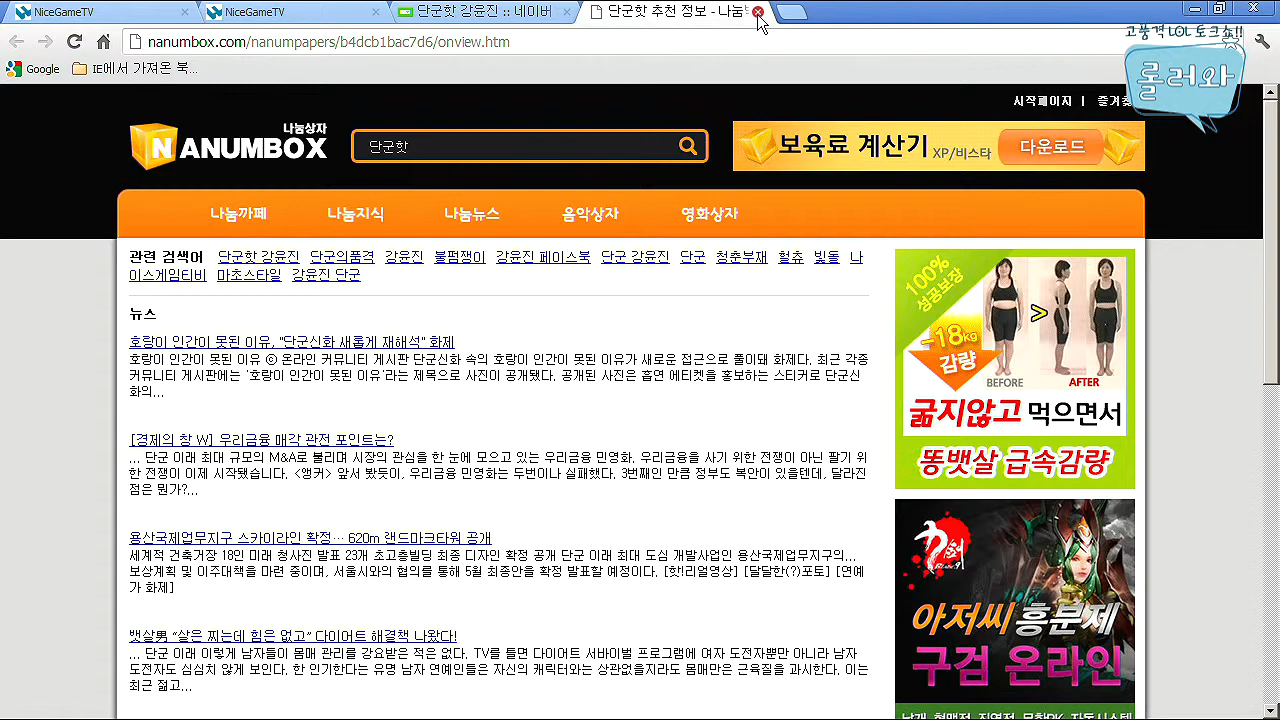 NiceGameTV
NiceGameTV
단군핫 강윤진 :: 네이버
단군핫 추천 정보 - 나눔
nanumbox.com/nanumpapers/b4dcb1bac7d6/onview.htm
고품격 LOL 토크쇼!!
롤러와
Google
IE에서 가져온 북...
시작페이지 | 즐겨찾
나눔상자
NANUMBOX
단군핫
보육료 계산기 XP/비스타 다운로드
나눔까페 나눔지식 나눔뉴스 음악상자 영화상자
관련 검색어 단군핫 강윤진 단군의품격 강윤진 불펌쟁이 강윤진 페이스북 단군 강윤진 단군 청춘부재 헐츄 빛돌 나
이스게임티비 마초스타일 강윤진 단군
뉴스
호랑이 인간이 못된 이유, "단군신화 새롭게 재해석" 화제
호랑이 인간이 못된 이유 ⓒ 온라인 커뮤니티 게시판 단군신화 속의 호랑이 인간이 못된 이유가 새로운 접근으로 풀이돼 화제다. 최근 각종
커뮤니티 게시판에는 '호랑이 인간이 못된 이유'라는 제목으로 사진이 공개됐다. 공개된 사진은 흡연 에티켓을 홍보하는 스티커로 단군신
화의...
[경제의 창 W] 우리금융 매각 관전 포인트는?
... 단군 이래 최대 규모의 M&A로 불리며 시장의 관심을 한 눈에 모으고 있는 우리금융 민영화. 우리금융을 사기 위한 전쟁이 아닌 팔기 위
한 전쟁이 이제 시작됐습니다. <앵커> 앞서 봤지만 우리금융 민영화는 두번이나 실패했다. 3번째인 만큼 정부도 복안이 있을텐데. 달라진
점은 뭔가?...
용산국제업무지구 스카이라인 확정… 620m 랜드마크타워 공개
세계적 건축거장이 만든 미래 청사진 발표 23개 초고층빌딩 최종 디자인 확정 공개 단군 이래 최대 도심 개발사업인 용산국제업무지구의...
보상계획 및 이주대책을 마련 중이며, 서울시와의 협의를 통해 5월 최종안을 확정 발표할 예정이다. [핫!리얼영상] [달달한(?)포토] [연예
가 화제]
뱃살男 “살은 찌는데 힘은 없고” 다이어트 해결책 나왔다!
... 단군 이래 이렇게 남자들이 몸매 관리를 한 같은 적은 없다. TV를 틀면 다이어트 서바이벌 프로그램에 여자 도전자뿐만 아니라 남자
도전자도 심심치 않게 보인다. 한 인기한다는 요즘 남자 연예인들은 자신의 캐릭터와는 상관없을지라도 몸매만은 근육질을 과시한다. 이는
최근 젊고...
100%
성공보장
-18kg
감량
BEFORE
AFTER
굶지않고 먹으면서
똥뱃살 급속감량
아저씨 흥분제
구검 온라인